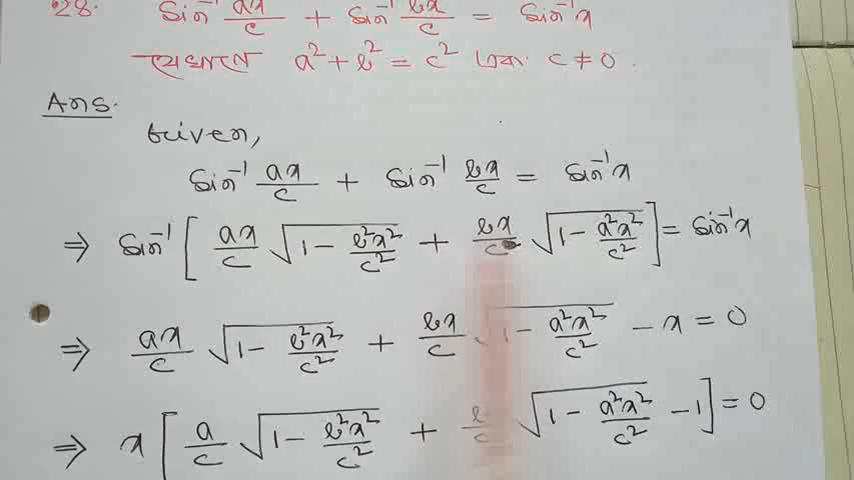 28. Sin⁻¹ ax/c + Sin⁻¹ bx/c = Sin⁻¹x
যেখানে a² + b² = c² এবং c ≠ 0.
Ans.
Given,
Sin⁻¹ ax/c + Sin⁻¹ bx/c = Sin⁻¹x
⇒ Sin⁻¹ [ ax/c √(1 - b²x²/c²) + bx/c √(1 - a²x²/c²) ] = Sin⁻¹x
⇒ ax/c √(1 - b²x²/c²) + bx/c √(1 - a²x²/c²) - x = 0
⇒ x [ a/c √(1 - b²x²/c²) + b/c √(1 - a²x²/c²) - 1 ] = 0